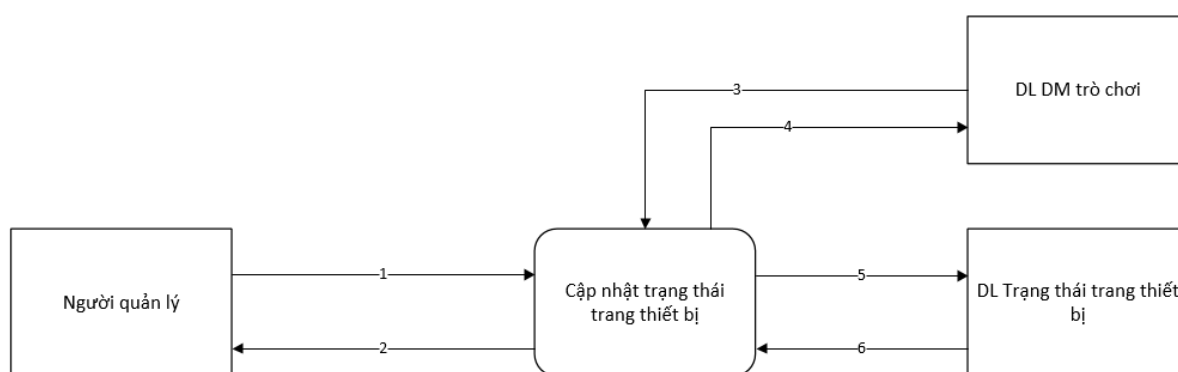 DL DM trò chơi
3
4
Người quản lý
1
2
Cập nhật trạng thái
trang thiết bị
5
6
DL Trạng thái trang thiết
bị